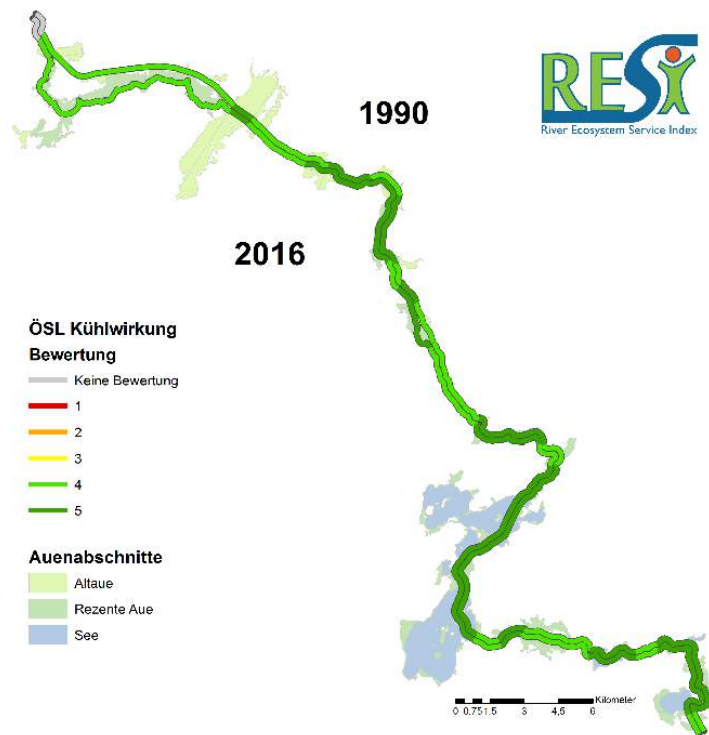 RESI
River Ecosystem Service Index
1990
2016
ÖSL Kühlwirkung
Bewertung
Keine Bewertung
1
2
3
4
5
Auenabschnitte
Altaue
Rezente Aue
See
Kilometer
0 0,75 1,5 3 4,5 6